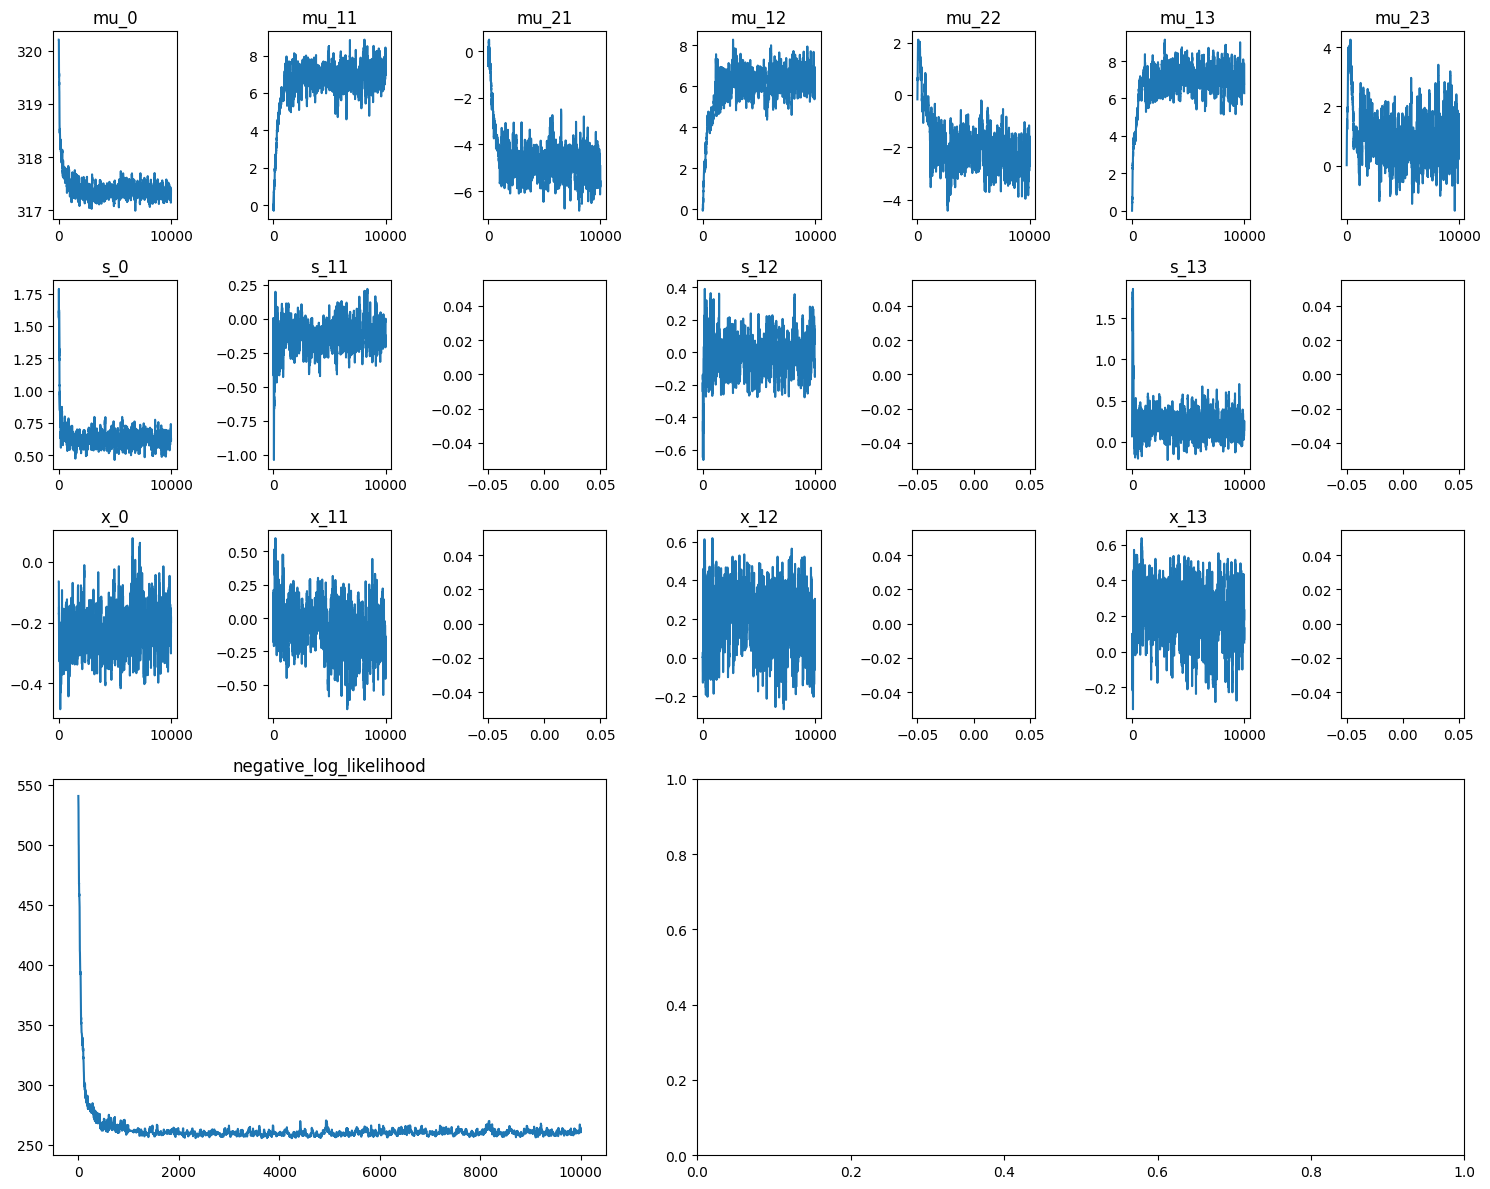 mu_0 mu_11 mu_21 mu_12 mu_22 mu_13 mu_23
320 8 0 8 2 8 4
319 6 −2 6 0 6 2
318 4 −4 4 −2 4 0
317 2 −6 2 −4 2
0 0 0
0 10000 0 10000 0 10000 0 10000 0 10000 0 10000 0 10000
s_0 s_11 s_12 s_13
1.75 0.25 0.04 0.4 0.04 1.5 0.04
1.50 0.00 0.02 0.2 0.02 1.0 0.02
1.25 −0.25 0.00 0.0 0.00 0.5 0.00
1.00 −0.50 −0.02 −0.2 −0.02 0.0 −0.02
0.75 −0.75 −0.04 −0.4 −0.04 −0.04
0.50 −1.00 −0.6
0 10000 0 10000 −0.05 0.00 0.05 0 10000 −0.05 0.00 0.05 0 10000 −0.05 0.00 0.05
x_0 x_11 x_12 x_13
0.0 0.50 0.04 0.6 0.04 0.6 0.04
−0.2 0.25 0.02 0.4 0.02 0.4 0.02
−0.4 0.00 0.00 0.2 0.00 0.2 0.00
−0.25 −0.02 0.0 −0.02 0.0 −0.02
−0.50 −0.04 −0.2 −0.04 −0.2 −0.04
0 10000 0 10000 −0.05 0.00 0.05 0 10000 −0.05 0.00 0.05 0 10000 −0.05 0.00 0.05
negative_log_likelihood
550
500
450
400
350
300
250
0 2000 4000 6000 8000 10000
1.0
0.8
0.6
0.4
0.2
0.0
0.0 0.2 0.4 0.6 0.8 1.0